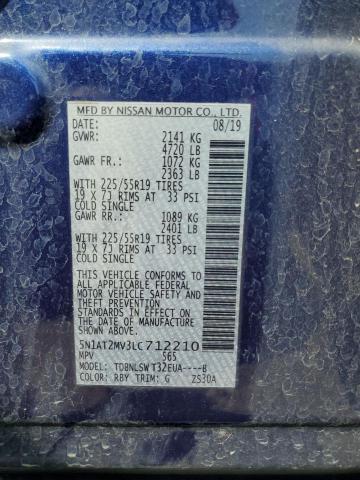 MFD BY NISSAN MOTOR CO., LTD.
DATE: 08/19
GVWR: 2141 KG
4720 LB
GAWR FR.: 1072 KG
2363 LB
WITH 225/55R19 TIRES
19 X 7J RIMS AT 33 PSI
COLD SINGLE
GAWR RR.: 1089 KG
2401 LB
WITH 225/55R19 TIRES
19 X 7J RIMS AT 33 PSI
COLD SINGLE
THIS VEHICLE CONFORMS TO
ALL APPLICABLE FEDERAL
MOTOR VEHICLE SAFETY
STANDARDS IN EFFECT ON
THE DATE OF MANUFACTURE
SHOWN ABOVE.
5N1AT2MV3LC712210
MPV 565
MODEL: TDBNLSW T32EUA----B
COLOR: RBY TRIM: G ZS30A